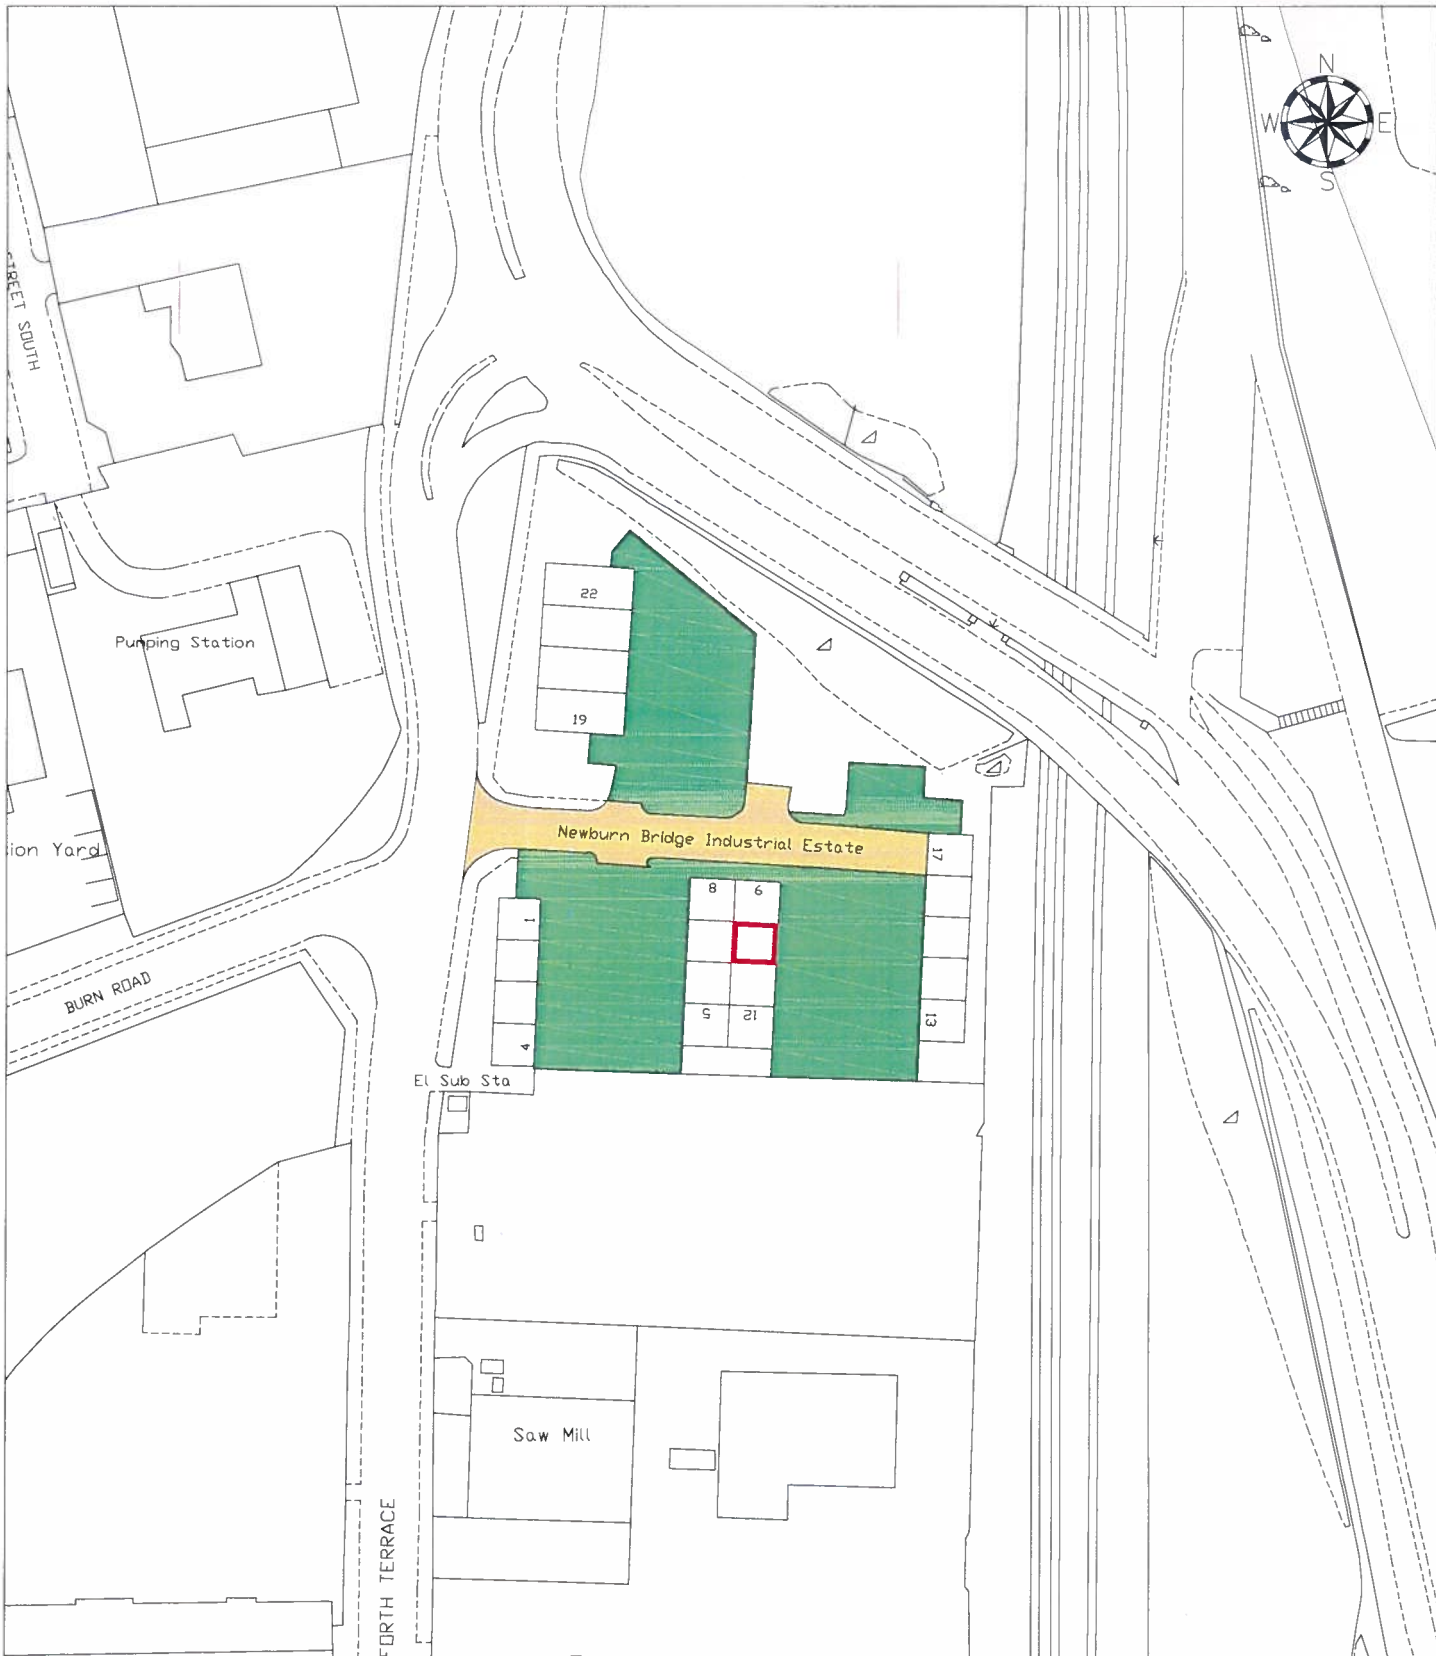 N
W E
S
STREET SOUTH
22
Pumping Station
19
Newburn Bridge Industrial Estate
17
ion Yard
8 6
1
BURN ROAD
5 12
13
4
El Sub Sta
Saw Mill
FORTH TERRACE